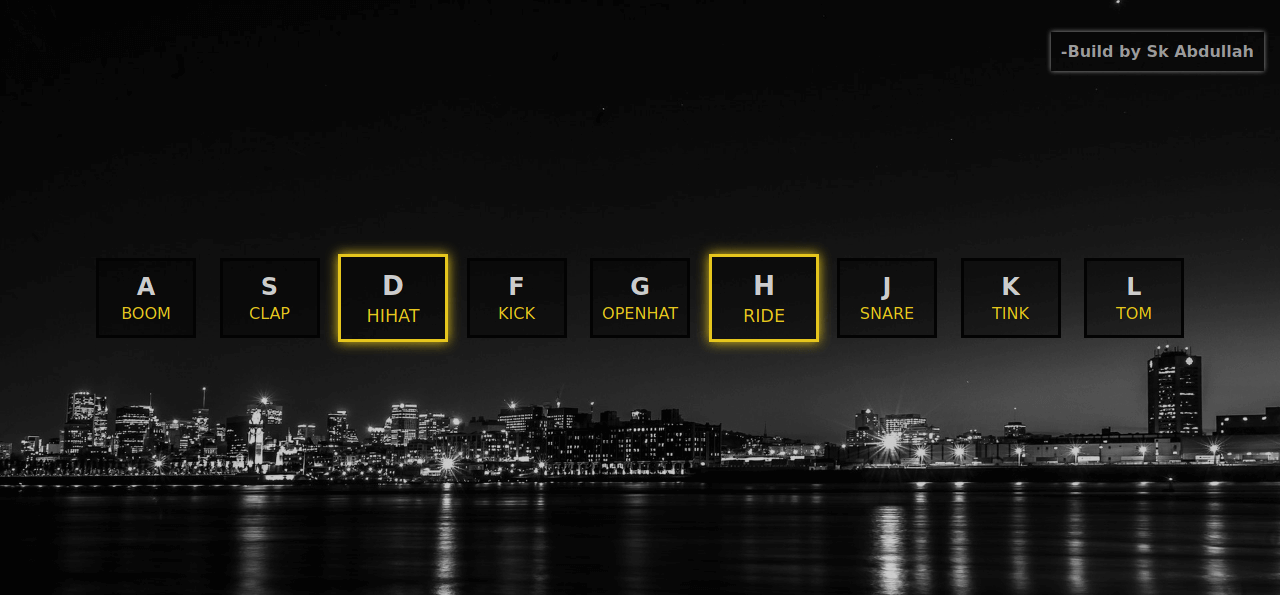 -Build by Sk Abdullah
A S D F G H J K L
BOOM CLAP HIHAT KICK OPENHAT RIDE SNARE TINK TOM